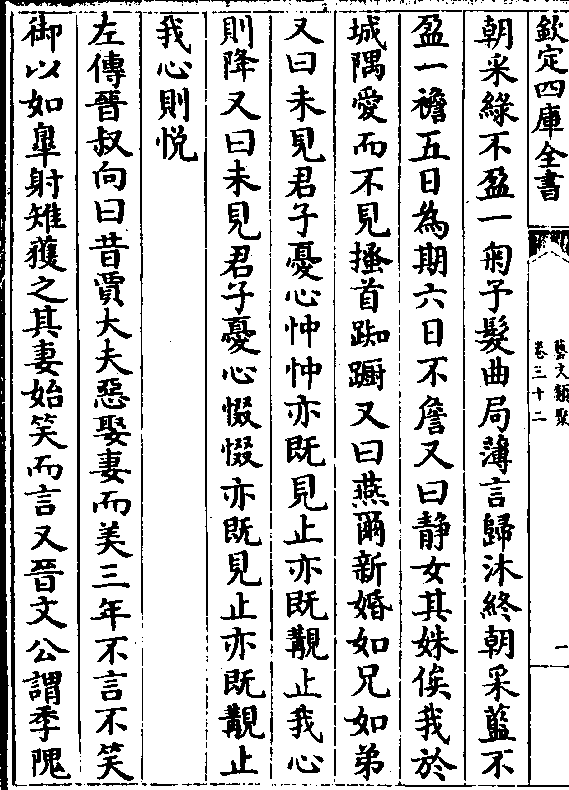 欽定四庫全書
藝文類聚
卷三十二
一
朝采綠不盈一匊予髮曲局薄言歸沐終朝采藍不
盈一襜五日為期六日不詹又曰静女其姝俟我於
城隅愛而不見搔首踟蹰又曰燕爾新婚如兄如弟
又曰未見君子憂心忡忡亦既見止亦既覯止我心
則降又曰未見君子憂心惙惙亦既見止亦既覯止
我心則悦
左傳晉叔向曰昔賈大夫惡娶妻而美三年不言不笑
御以如臯射雉獲之其妻始笑而言又晉文公謂季隗